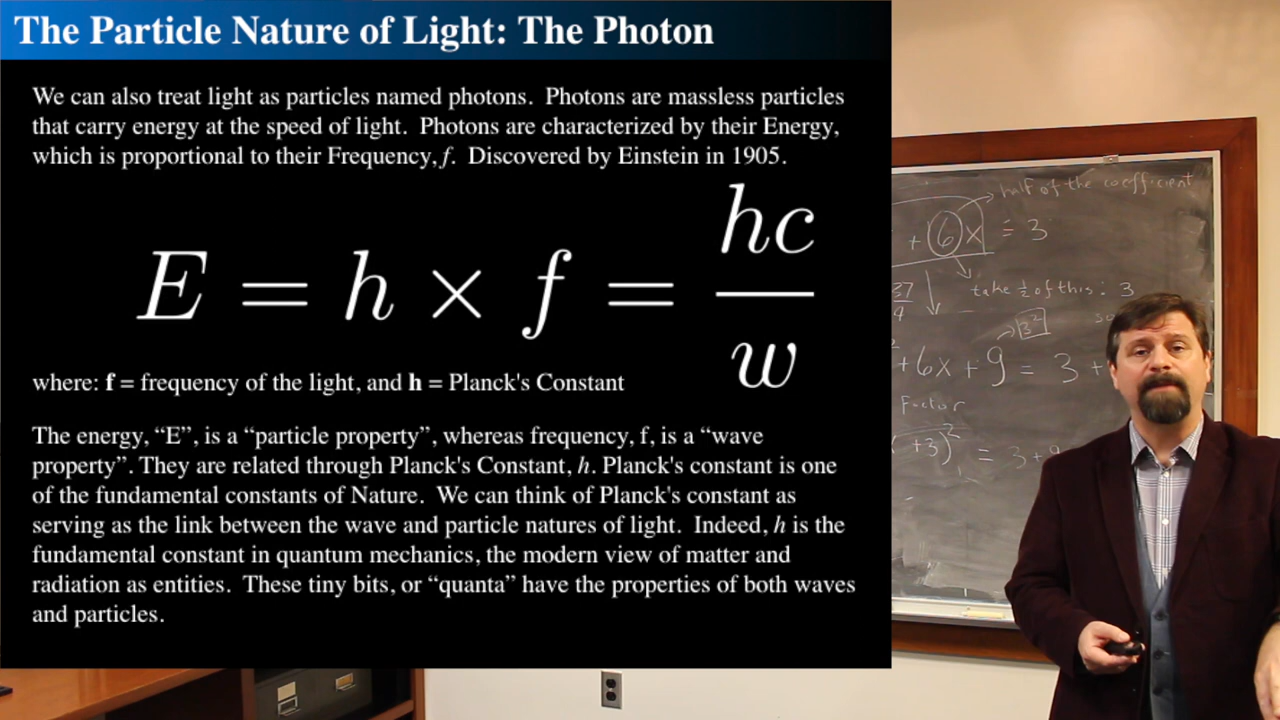 The Particle Nature of Light: The Photon
We can also treat light as particles named photons. Photons are massless particles
that carry energy at the speed of light. Photons are characterized by their Energy,
which is proportional to their Frequency, f. Discovered by Einstein in 1905.
E = h × f = hc / w
where: f = frequency of the light, and h = Planck's Constant
The energy, “E”, is a “particle property”, whereas frequency, f, is a “wave
property”. They are related through Planck's Constant, h. Planck's constant is one
of the fundamental constants of Nature. We can think of Planck's constant as
serving as the link between the wave and particle natures of light. Indeed, h is the
fundamental constant in quantum mechanics, the modern view of matter and
radiation as entities. These tiny bits, or “quanta” have the properties of both waves
and particles.
half of the coefficient
+ 6x = 3
37/4
take ½ of this: 3
3²
+6x + 9 = 3 +
Factor
+3)² = 3+9